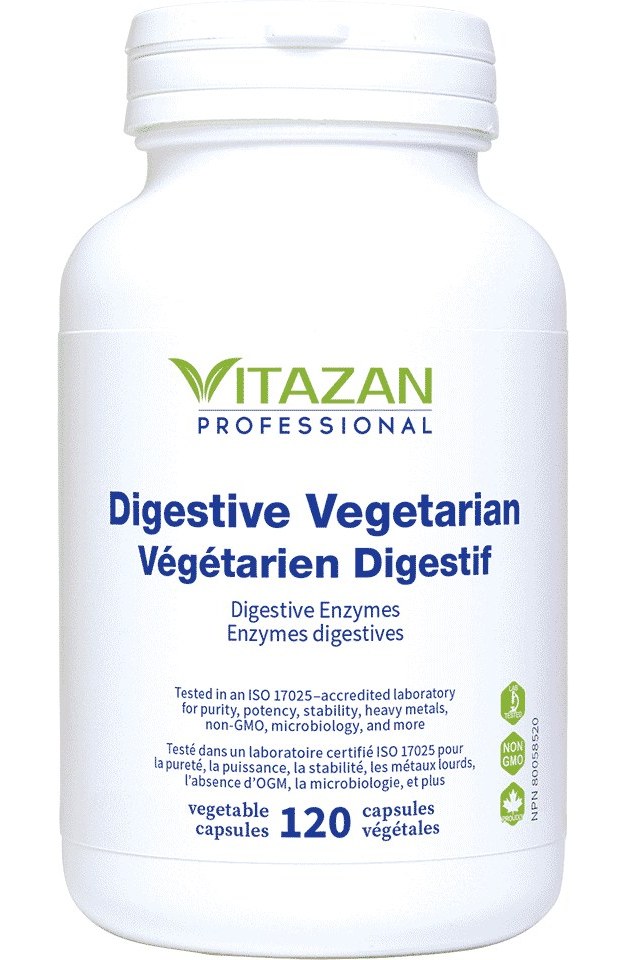 VITAZAN
PROFESSIONAL
Digestive Vegetarian
Végétarien Digestif
Digestive Enzymes
Enzymes digestives
Tested in an ISO 17025–accredited laboratory
for purity, potency, stability, heavy metals,
non-GMO, microbiology, and more
Testé dans un laboratoire certifié ISO 17025 pour
la pureté, la puissance, la stabilité, les métaux lourds,
l'absence d'OGM, la microbiologie, et plus
vegetable
capsules
120
capsules
végétales
LAB
TESTED
NON
GMO
PROUDLY
NPN 80058520